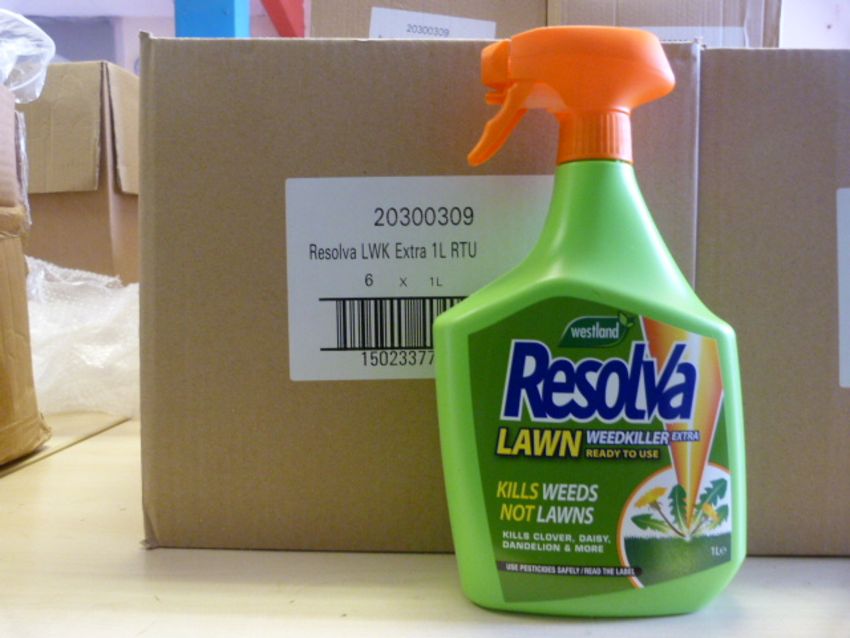 20300309
20300309
Resolva LWK Extra 1L RTU
6 X 1L
15023377
westland
Resolva
LAWN WEEDKILLER EXTRA
READY TO USE
KILLS WEEDS
NOT LAWNS
KILLS CLOVER, DAISY,
DANDELION & MORE
1L℮
USE PESTICIDES SAFELY/READ THE LABEL